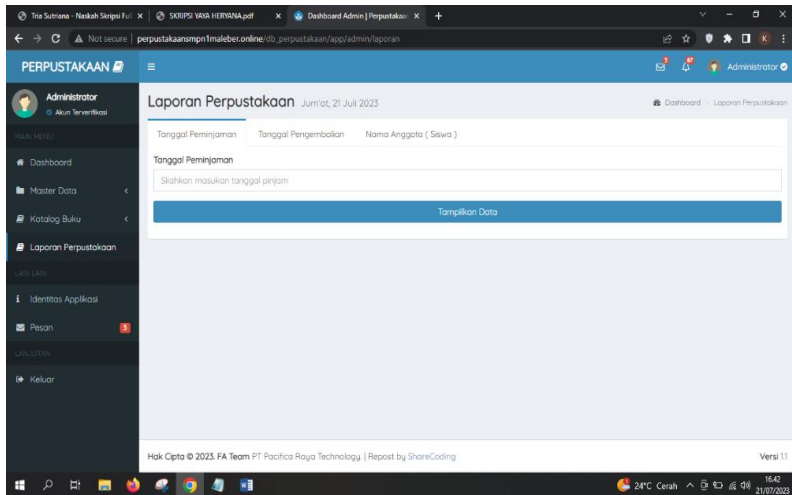 Tria Sutriana - Naskah Skripsi Ful
SKRIPSI YAYA HERYANA.pdf
Dashboard Admin | Perpustakaan
Not secure | perpustakaansmpn1maleber.online/db_perpustakaan/app/admin/laporan
K
PERPUSTAKAAN
3
67
Administrator
Administrator
Akun Terverifikasi
Laporan Perpustakaan Jum'at, 21 Juli 2023
Dashboard > Laporan Perpustakaan
MAIN MENU
Tanggal Peminjaman
Tanggal Pengembalian
Nama Anggota ( Siswa )
Dashboard
Tanggal Peminjaman
Master Data
Silahkan masukan tanggal pinjam
Katalog Buku
Tampilkan Data
Laporan Perpustakaan
LAIN LAIN
Identitas Applikasi
Pesan
3
LANJUTAN
Keluar
Hak Cipta © 2023. FA Team PT Pacifica Raya Technology. | Repost by ShareCoding
Versi 1.1
24°C Cerah
16.42
21/07/2023